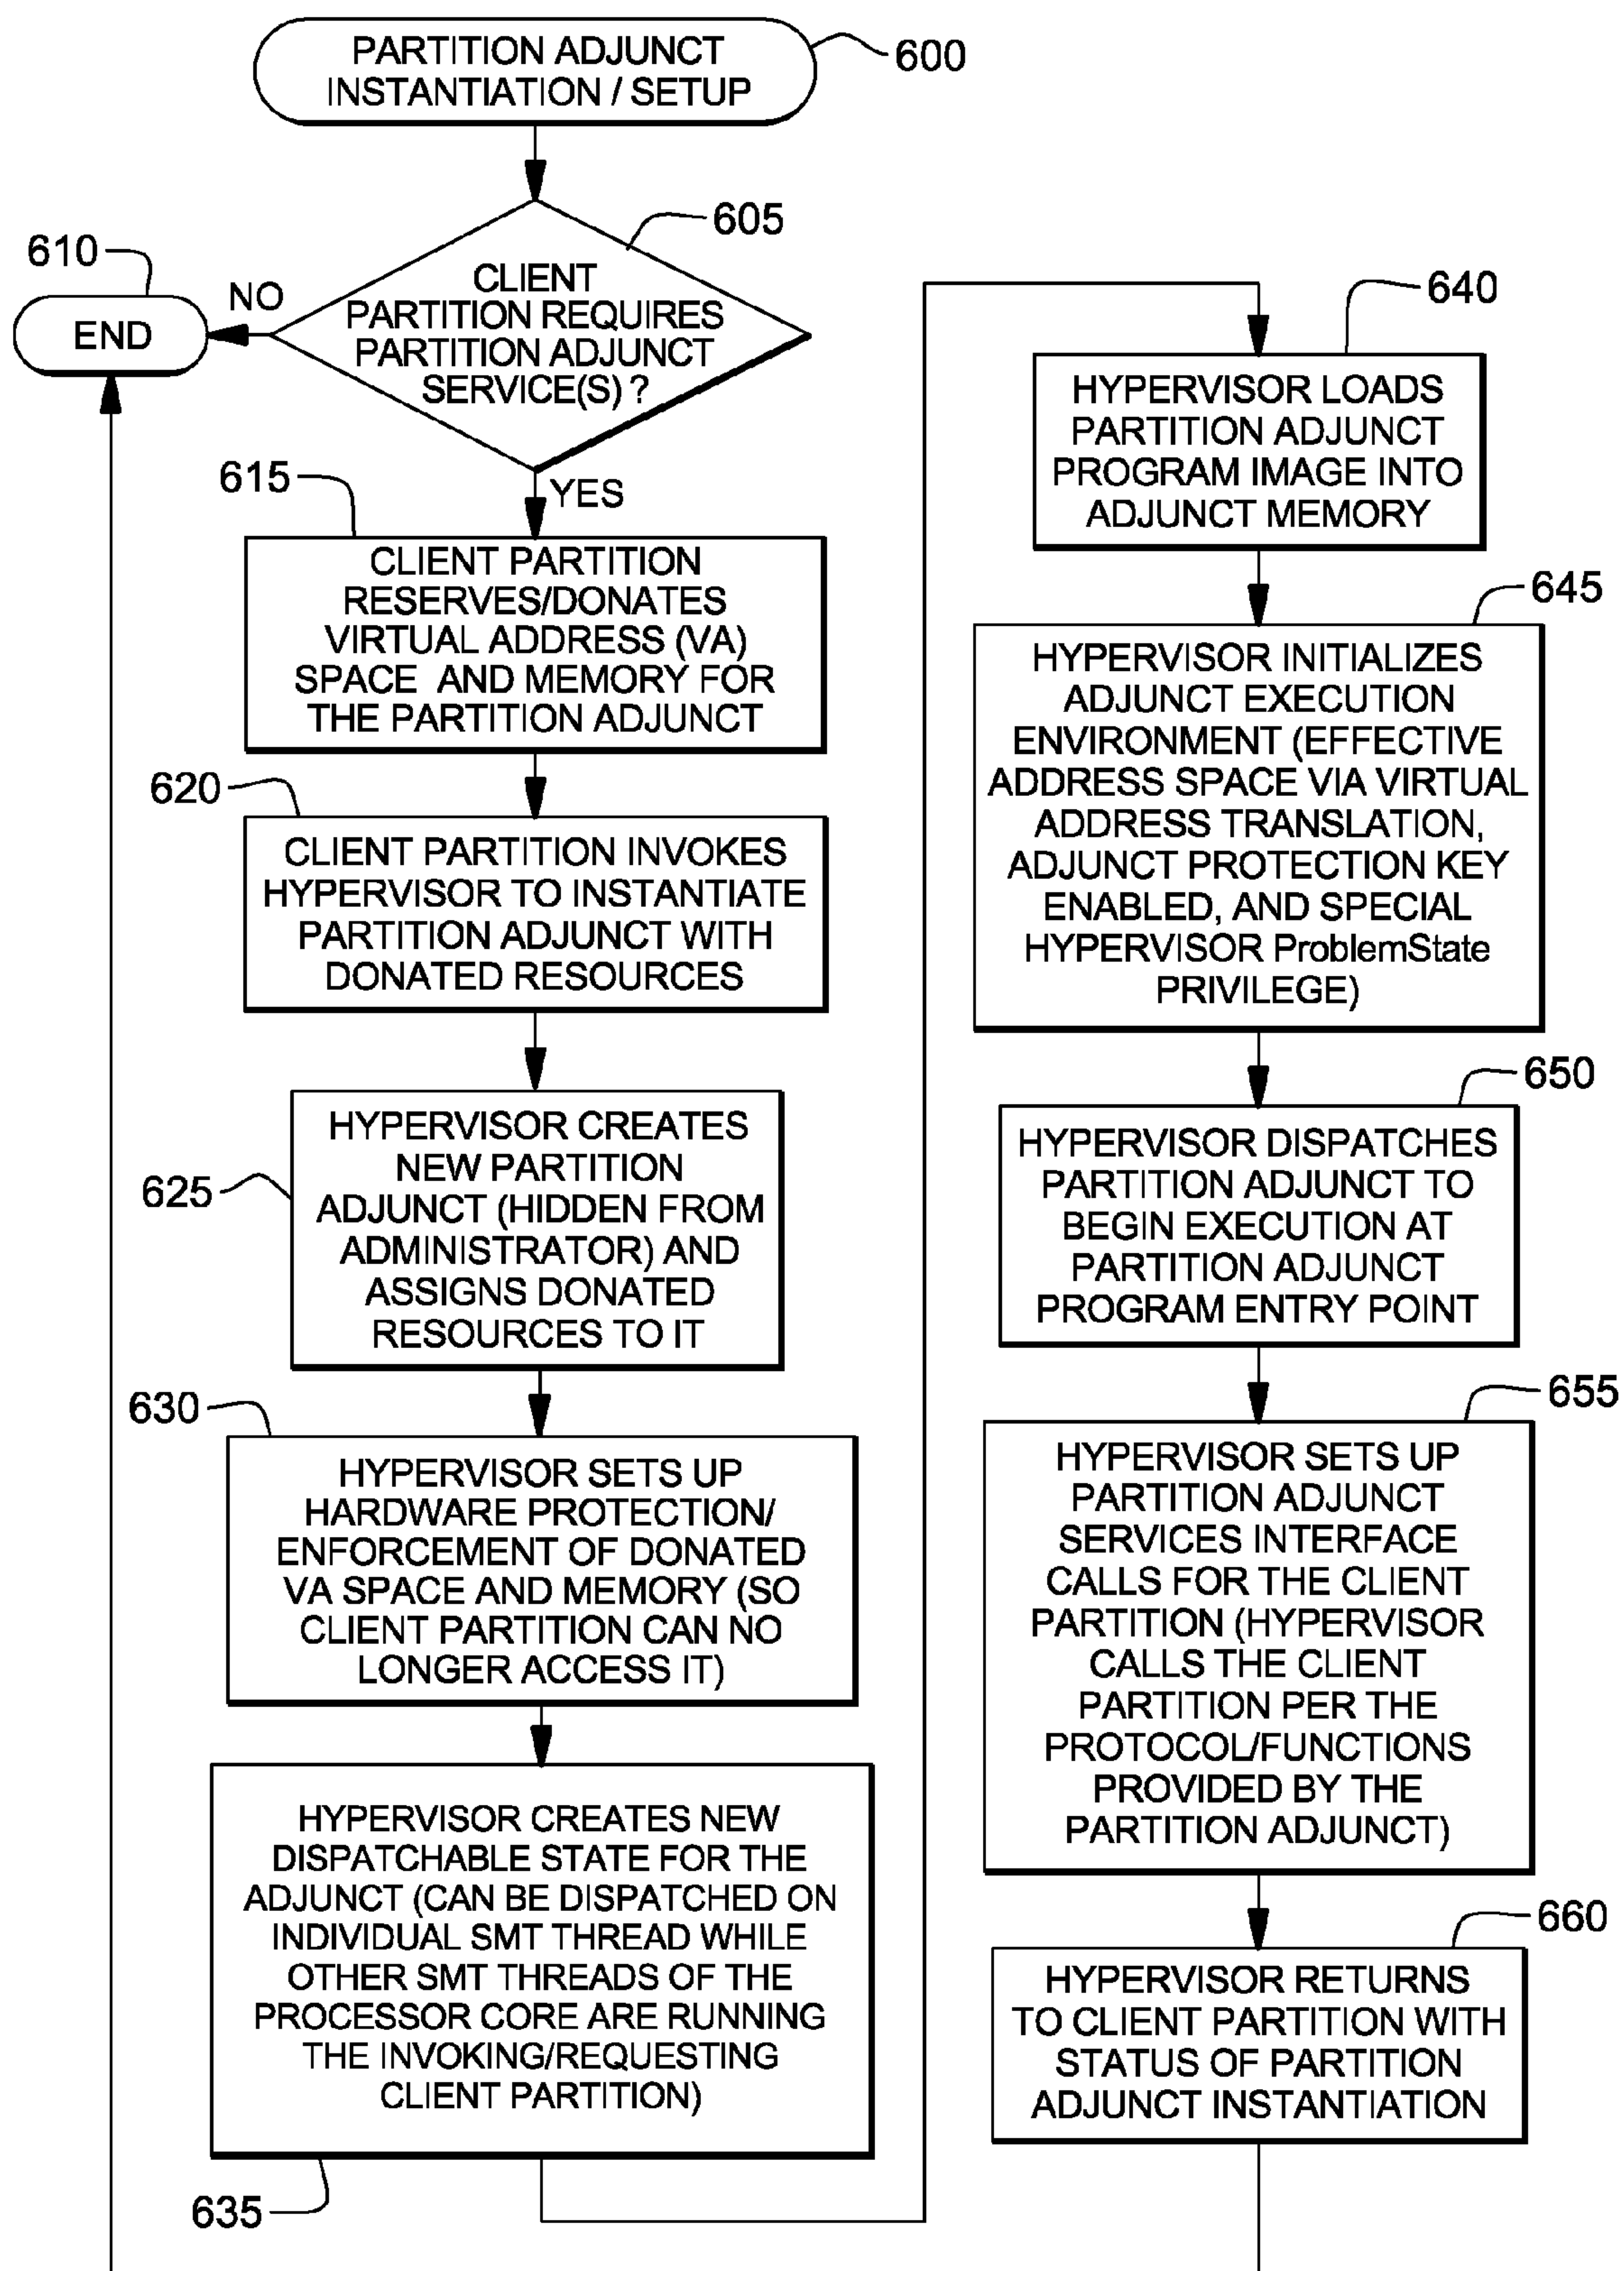 PARTITION ADJUNCT
INSTANTIATION / SETUP
600
605
CLIENT
PARTITION REQUIRES
PARTITION ADJUNCT
SERVICE(S) ?
NO
610
END
YES
615
CLIENT PARTITION
RESERVES/DONATES
VIRTUAL ADDRESS (VA)
SPACE AND MEMORY FOR
THE PARTITION ADJUNCT
620
CLIENT PARTITION INVOKES
HYPERVISOR TO INSTANTIATE
PARTITION ADJUNCT WITH
DONATED RESOURCES
625
HYPERVISOR CREATES
NEW PARTITION
ADJUNCT (HIDDEN FROM
ADMINISTRATOR) AND
ASSIGNS DONATED
RESOURCES TO IT
630
HYPERVISOR SETS UP
HARDWARE PROTECTION/
ENFORCEMENT OF DONATED
VA SPACE AND MEMORY (SO
CLIENT PARTITION CAN NO
LONGER ACCESS IT)
HYPERVISOR CREATES NEW
DISPATCHABLE STATE FOR THE
ADJUNCT (CAN BE DISPATCHED ON
INDIVIDUAL SMT THREAD WHILE
OTHER SMT THREADS OF THE
PROCESSOR CORE ARE RUNNING
THE INVOKING/REQUESTING
CLIENT PARTITION)
635
640
HYPERVISOR LOADS
PARTITION ADJUNCT
PROGRAM IMAGE INTO
ADJUNCT MEMORY
645
HYPERVISOR INITIALIZES
ADJUNCT EXECUTION
ENVIRONMENT (EFFECTIVE
ADDRESS SPACE VIA VIRTUAL
ADDRESS TRANSLATION,
ADJUNCT PROTECTION KEY
ENABLED, AND SPECIAL
HYPERVISOR ProblemState
PRIVILEGE)
650
HYPERVISOR DISPATCHES
PARTITION ADJUNCT TO
BEGIN EXECUTION AT
PARTITION ADJUNCT
PROGRAM ENTRY POINT
655
HYPERVISOR SETS UP
PARTITION ADJUNCT
SERVICES INTERFACE
CALLS FOR THE CLIENT
PARTITION (HYPERVISOR
CALLS THE CLIENT
PARTITION PER THE
PROTOCOL/FUNCTIONS
PROVIDED BY THE
PARTITION ADJUNCT)
660
HYPERVISOR RETURNS
TO CLIENT PARTITION WITH
STATUS OF PARTITION
ADJUNCT INSTANTIATION